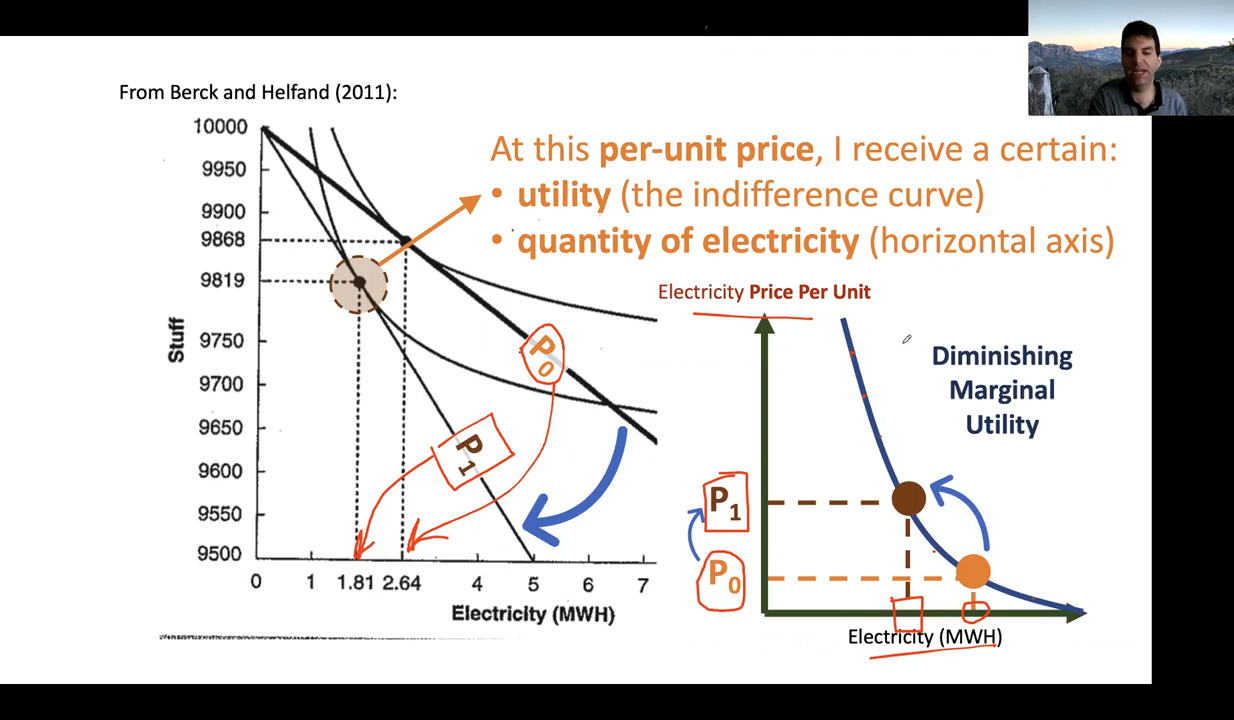 From Berck and Helfand (2011):
At this per-unit price, I receive a certain:
• utility (the indifference curve)
• quantity of electricity (horizontal axis)
10000
9950
9900
9868
9819
9750
9700
9650
9600
9550
9500
Stuff
P0
P1
0 1 1.81 2.64 4 5 6 7
Electricity (MWH)
Electricity Price Per Unit
Diminishing
Marginal
Utility
P1
P0
Electricity (MWH)